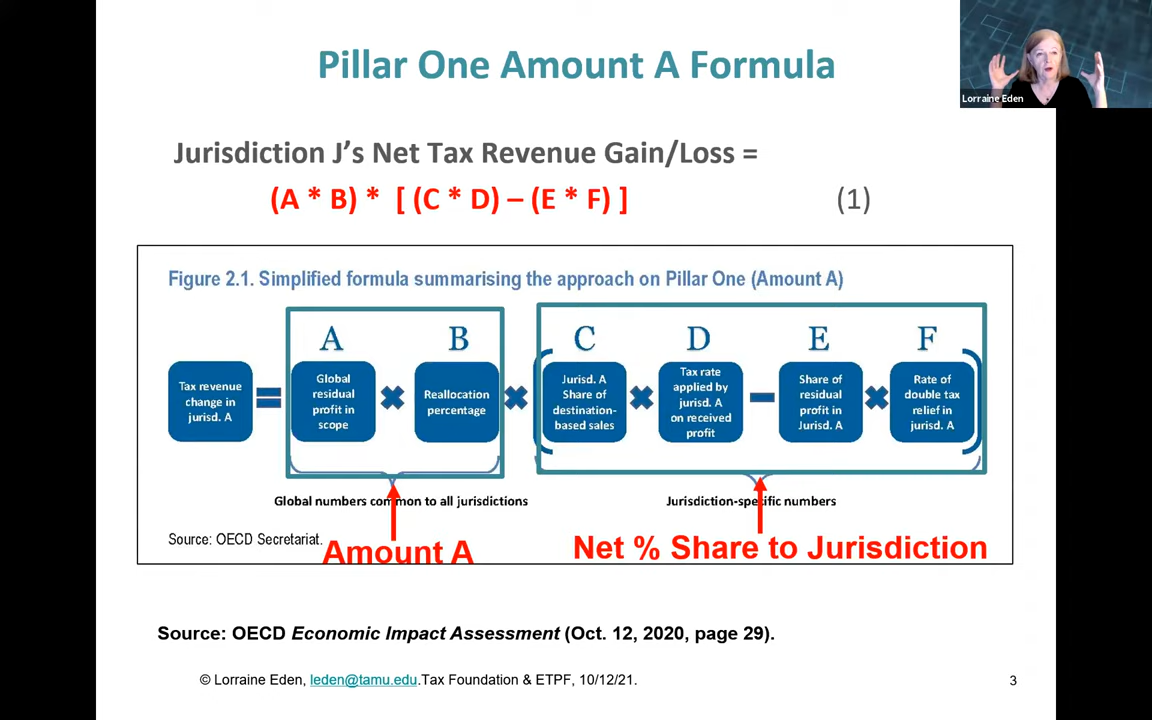 Pillar One Amount A Formula
Lorraine Eden
Jurisdiction J's Net Tax Revenue Gain/Loss =
(A * B) * [ (C * D) – (E * F) ] (1)
Figure 2.1. Simplified formula summarising the approach on Pillar One (Amount A)
A B C D E F
Tax revenue
change in
jurisd. A
=
Global
residual
profit in
scope
×
Reallocation
percentage
×
(
Jurisd. A
Share of
destination-
based sales
×
Tax rate
applied by
jurisd. A
on received
profit
–
Share of
residual
profit in
Jurisd. A
×
Rate of
double tax
relief in
jurisd. A
)
Global numbers common to all jurisdictions
Jurisdiction-specific numbers
Source: OECD Secretariat.
Amount A
Net % Share to Jurisdiction
Source: OECD Economic Impact Assessment (Oct. 12, 2020, page 29).
© Lorraine Eden, leden@tamu.edu.Tax Foundation & ETPF, 10/12/21.
3